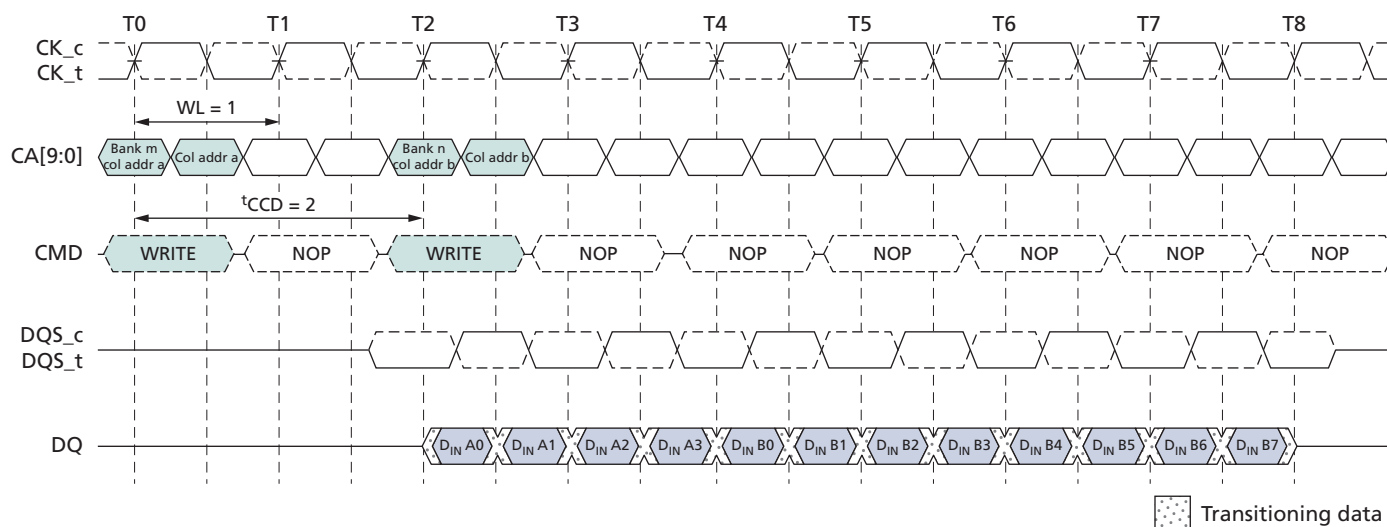 T0 T1 T2 T3 T4 T5 T6 T7 T8
CK_c
CK_t
WL = 1
CA[9:0]
Bank m
col addr a
Col addr a
Bank n
col addr b
Col addr b
tCCD = 2
CMD WRITE NOP WRITE NOP NOP NOP NOP NOP NOP
DQS_c
DQS_t
DQ DIN A0 DIN A1 DIN A2 DIN A3 DIN B0 DIN B1 DIN B2 DIN B3 DIN B4 DIN B5 DIN B6 DIN B7
Transitioning data